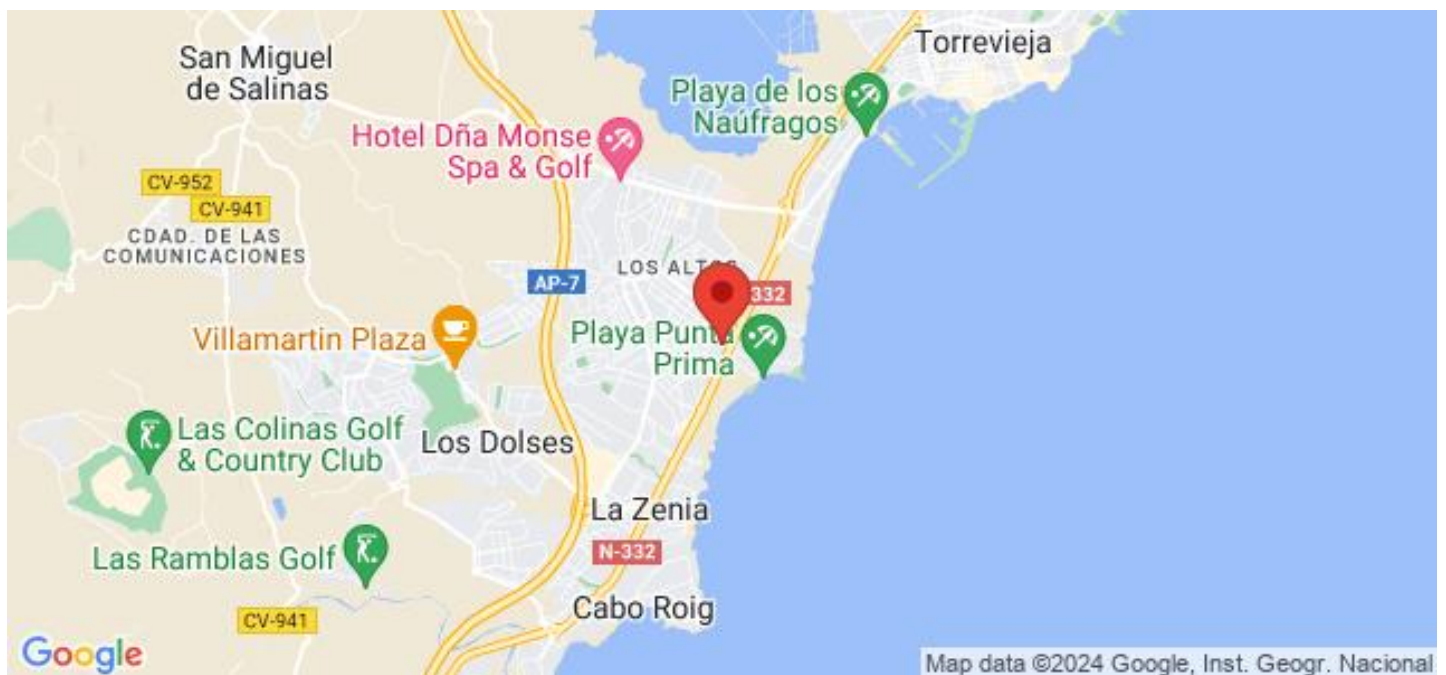 San Miguel
de Salinas
Torrevieja
Playa de los
Naúfragos
Hotel Dña Monse
Spa & Golf
CV-952
CV-941
CDAD. DE LAS
COMUNICACIONES
LOS
AP-7
332
Villamartin Plaza
Playa Punta
Prima
Las Colinas Golf
& Country Club
Los Dolses
La Zenia
Las Ramblas Golf
N-332
Cabo Roig
CV-941
Google
Map data ©2024 Google, Inst. Geogr. Nacional